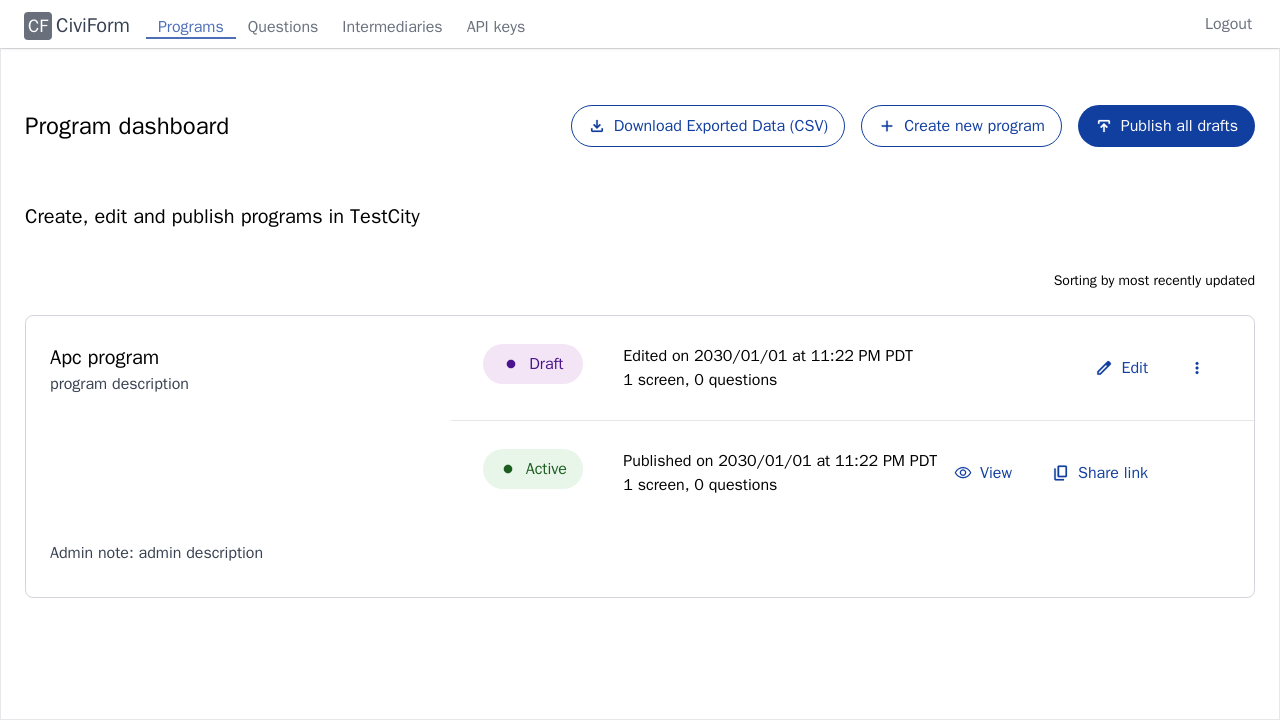 CF CiviForm Programs Questions Intermediaries API keys Logout
Program dashboard Download Exported Data (CSV) Create new program Publish all drafts
Create, edit and publish programs in TestCity
Sorting by most recently updated
Apc program
program description
Draft
Edited on 2030/01/01 at 11:22 PM PDT
1 screen, 0 questions
Edit
Active
Published on 2030/01/01 at 11:22 PM PDT
1 screen, 0 questions
View
Share link
Admin note: admin description